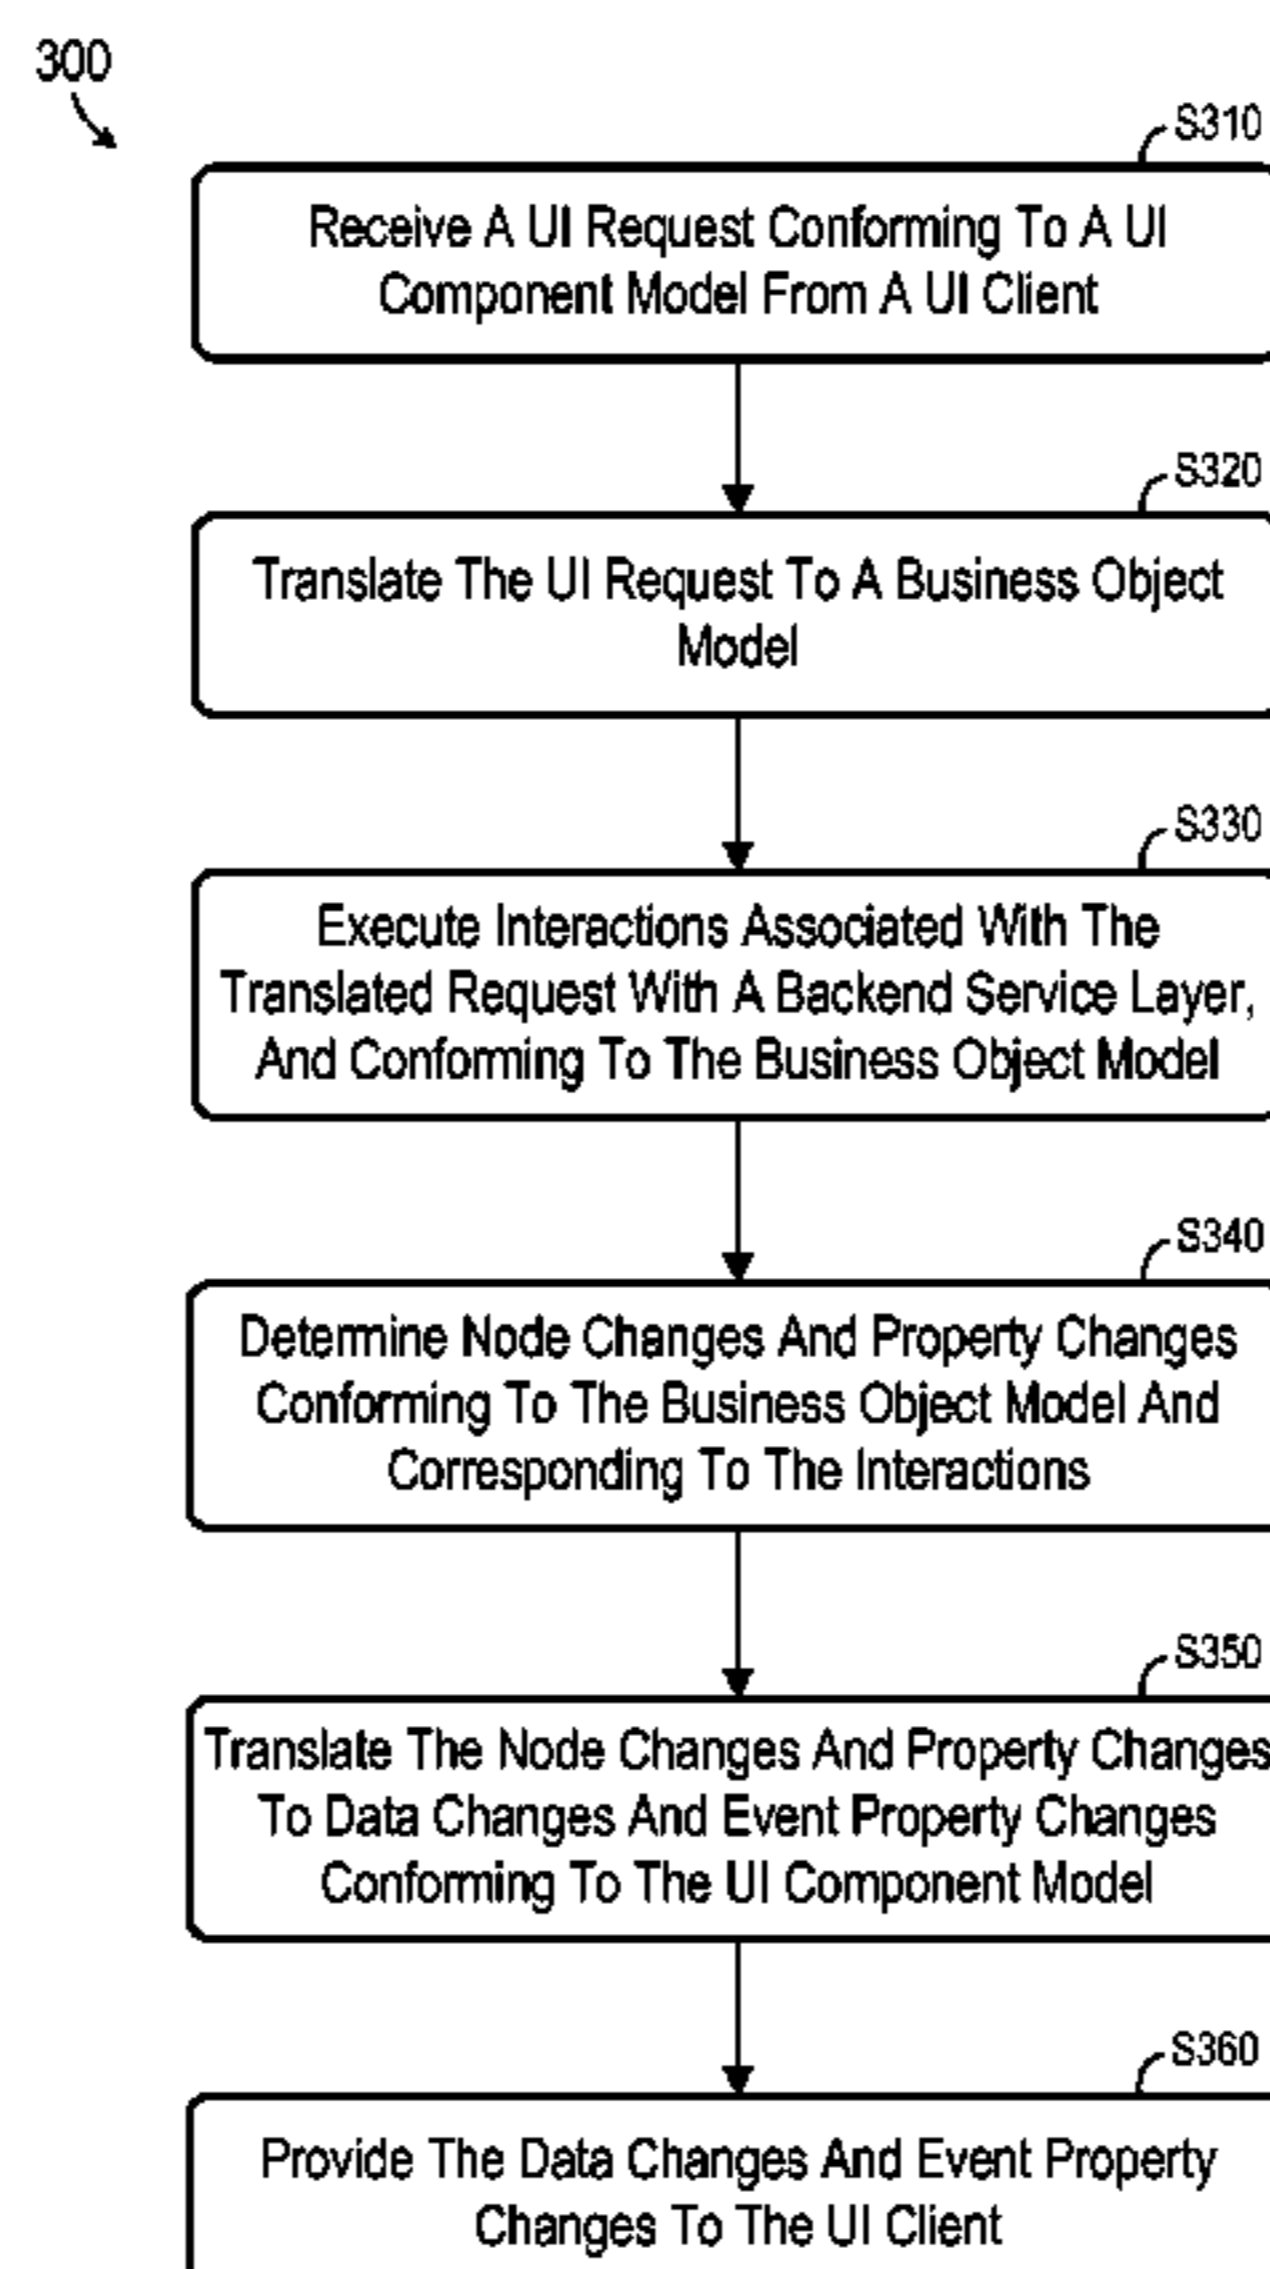 300
S310
Receive A UI Request Conforming To A UI
Component Model From A UI Client
S320
Translate The UI Request To A Business Object
Model
S330
Execute Interactions Associated With The
Translated Request With A Backend Service Layer,
And Conforming To The Business Object Model
S340
Determine Node Changes And Property Changes
Conforming To The Business Object Model And
Corresponding To The Interactions
S350
Translate The Node Changes And Property Changes
To Data Changes And Event Property Changes
Conforming To The UI Component Model
S360
Provide The Data Changes And Event Property
Changes To The UI Client